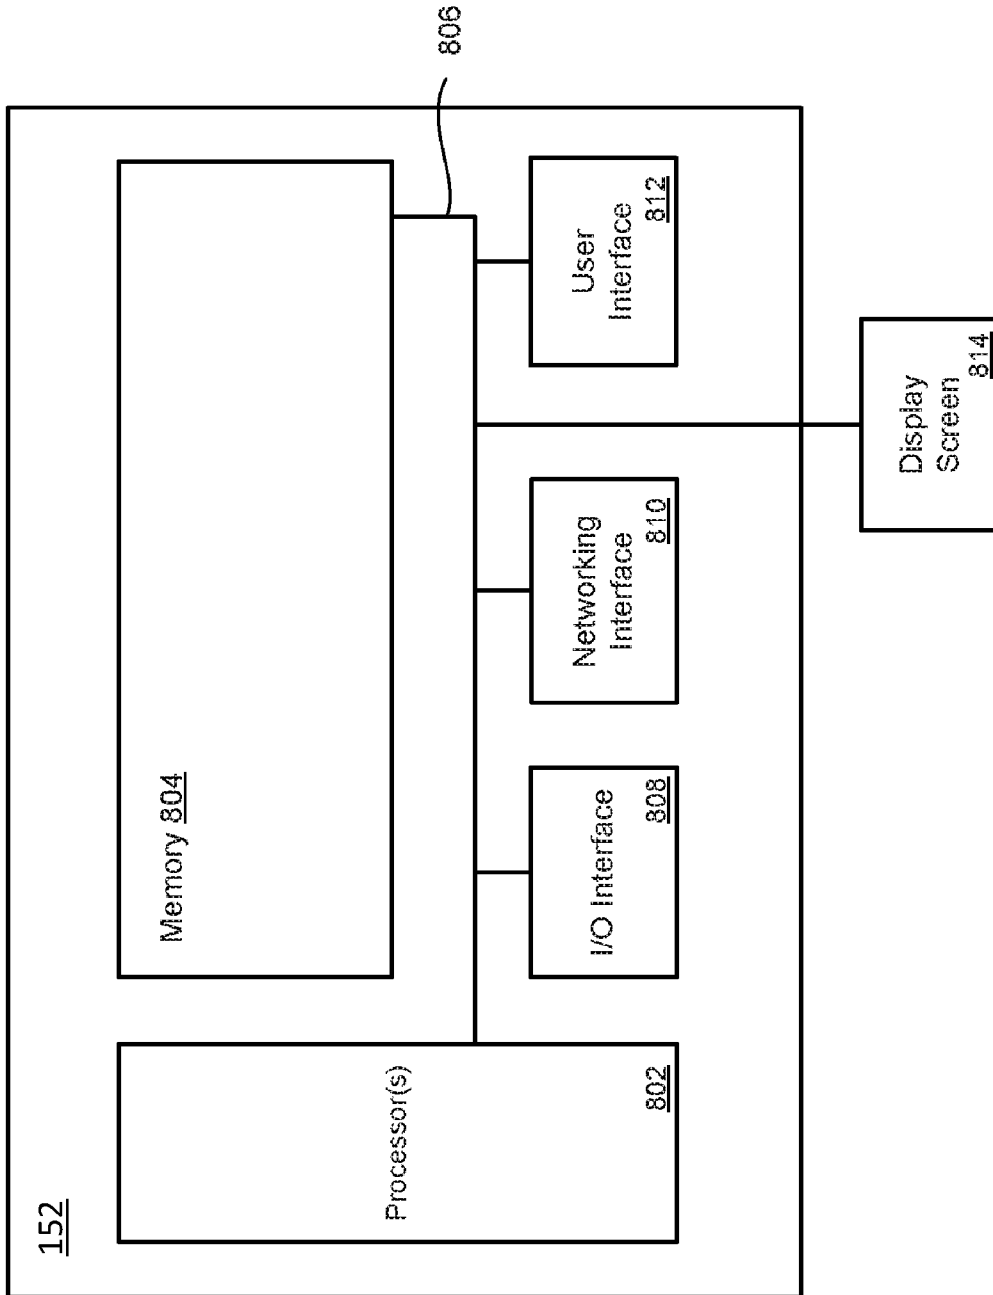 152
Processor(s)
802
Memory 804
806
I/O Interface
808
Networking
Interface
810
User
Interface
812
Display
Screen
814